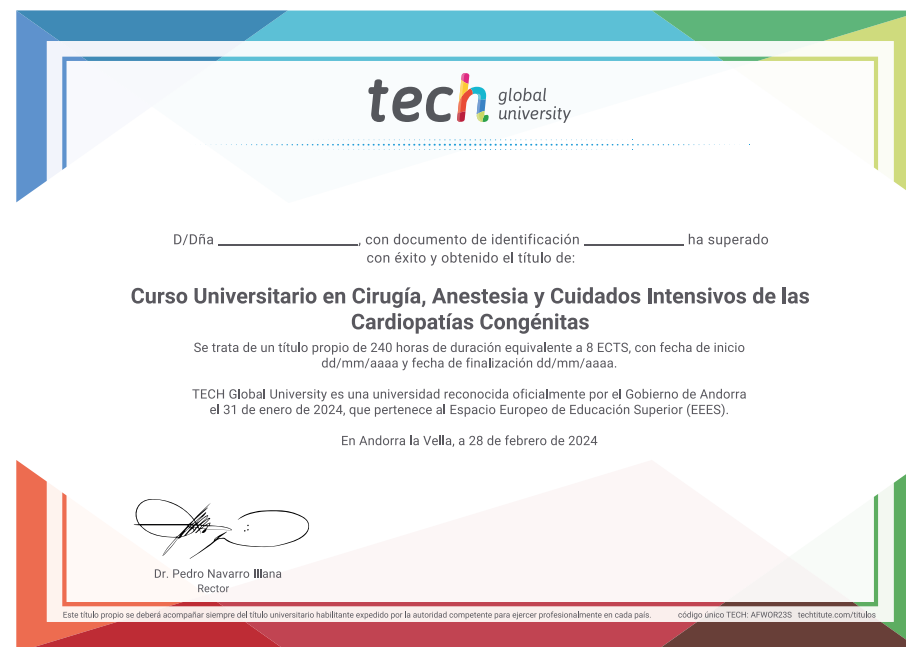 tech global university
D/Dña ____________________, con documento de identificación ______________ ha superado
con éxito y obtenido el título de:
Curso Universitario en Cirugía, Anestesia y Cuidados Intensivos de las
Cardiopatías Congénitas
Se trata de un título propio de 240 horas de duración equivalente a 8 ECTS, con fecha de inicio
dd/mm/aaaa y fecha de finalización dd/mm/aaaa.
TECH Global University es una universidad reconocida oficialmente por el Gobierno de Andorra
el 31 de enero de 2024, que pertenece al Espacio Europeo de Educación Superior (EEES).
En Andorra la Vella, a 28 de febrero de 2024
Dr. Pedro Navarro Illana
Rector
Este título propio se deberá acompañar siempre del título universitario habilitante expedido por la autoridad competente para ejercer profesionalmente en cada país. código único TECH: AFWOR23S techtitute.com/titulos